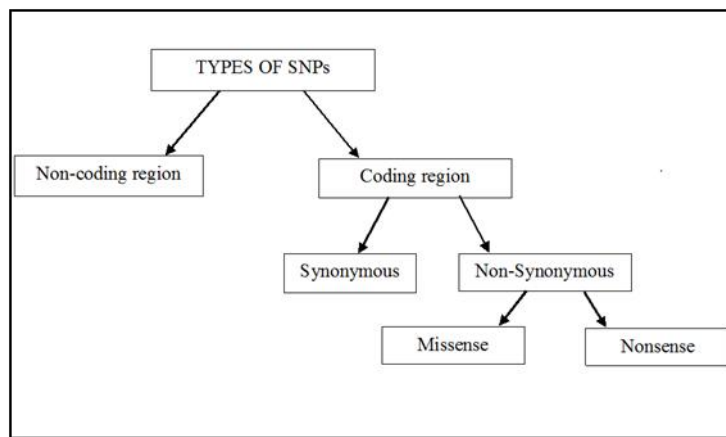 TYPES OF SNPs
Non-coding region
Coding region
Synonymous
Non-Synonymous
Missense
Nonsense